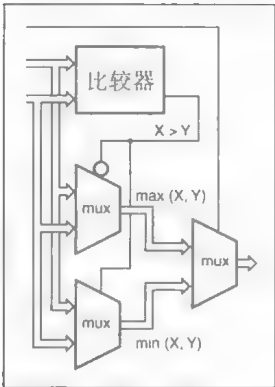 比较器
X > Y
mux
max (X, Y)
mux
mux
min (X, Y)